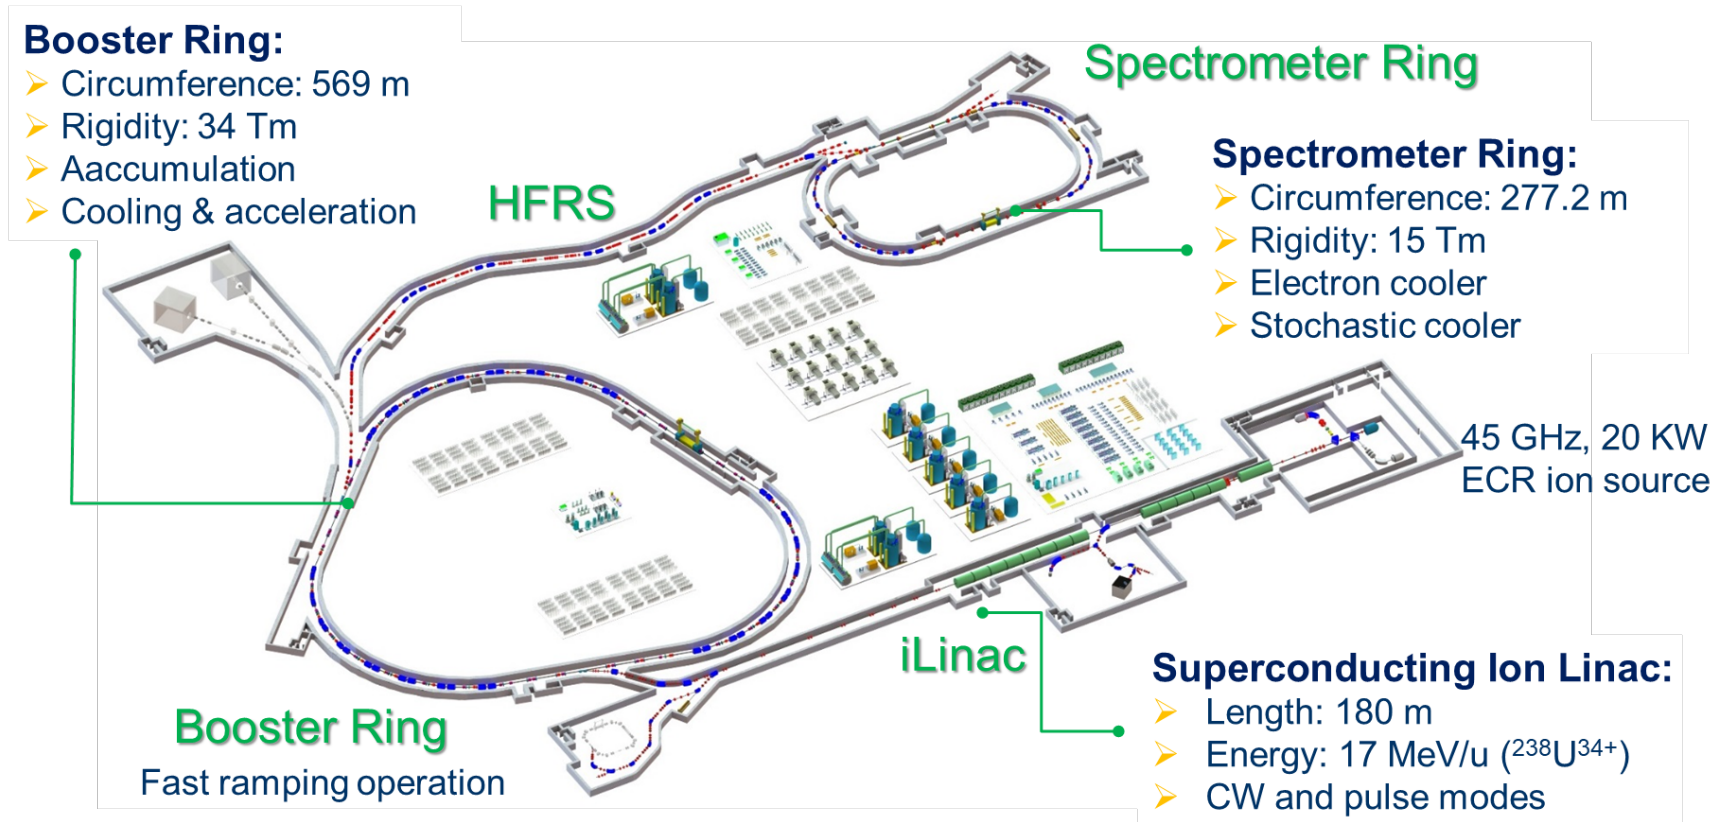 Booster Ring:
Circumference: 569 m
Rigidity: 34 Tm
Aaccumulation
Cooling & acceleration
Spectrometer Ring
HFRS
Spectrometer Ring:
Circumference: 277.2 m
Rigidity: 15 Tm
Electron cooler
Stochastic cooler
45 GHz, 20 KW
ECR ion source
iLinac
Booster Ring
Fast ramping operation
Superconducting Ion Linac:
Length: 180 m
Energy: 17 MeV/u (²³⁸U³⁴⁺)
CW and pulse modes